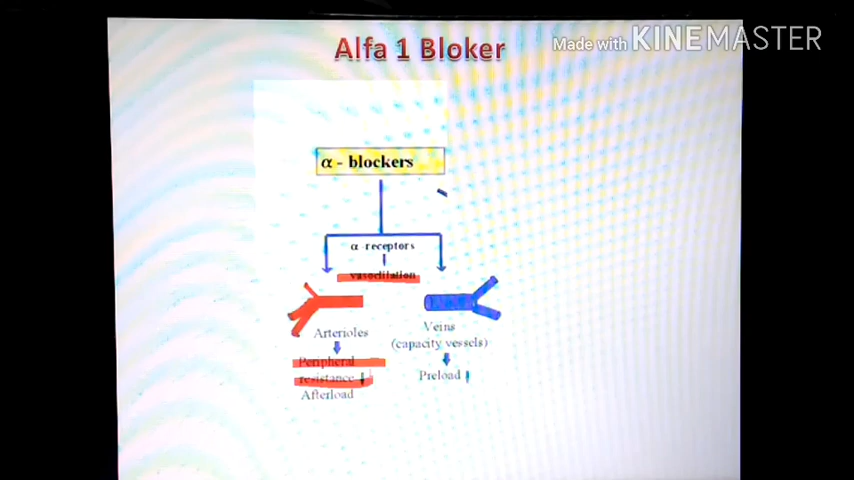 Alfa 1 Bloker
Made with KINEMASTER
α - blockers
α -receptors
vasodilation
Arterioles
Veins
(capacity vessels)
Peripheral
resistance ↓
Afterload
Preload